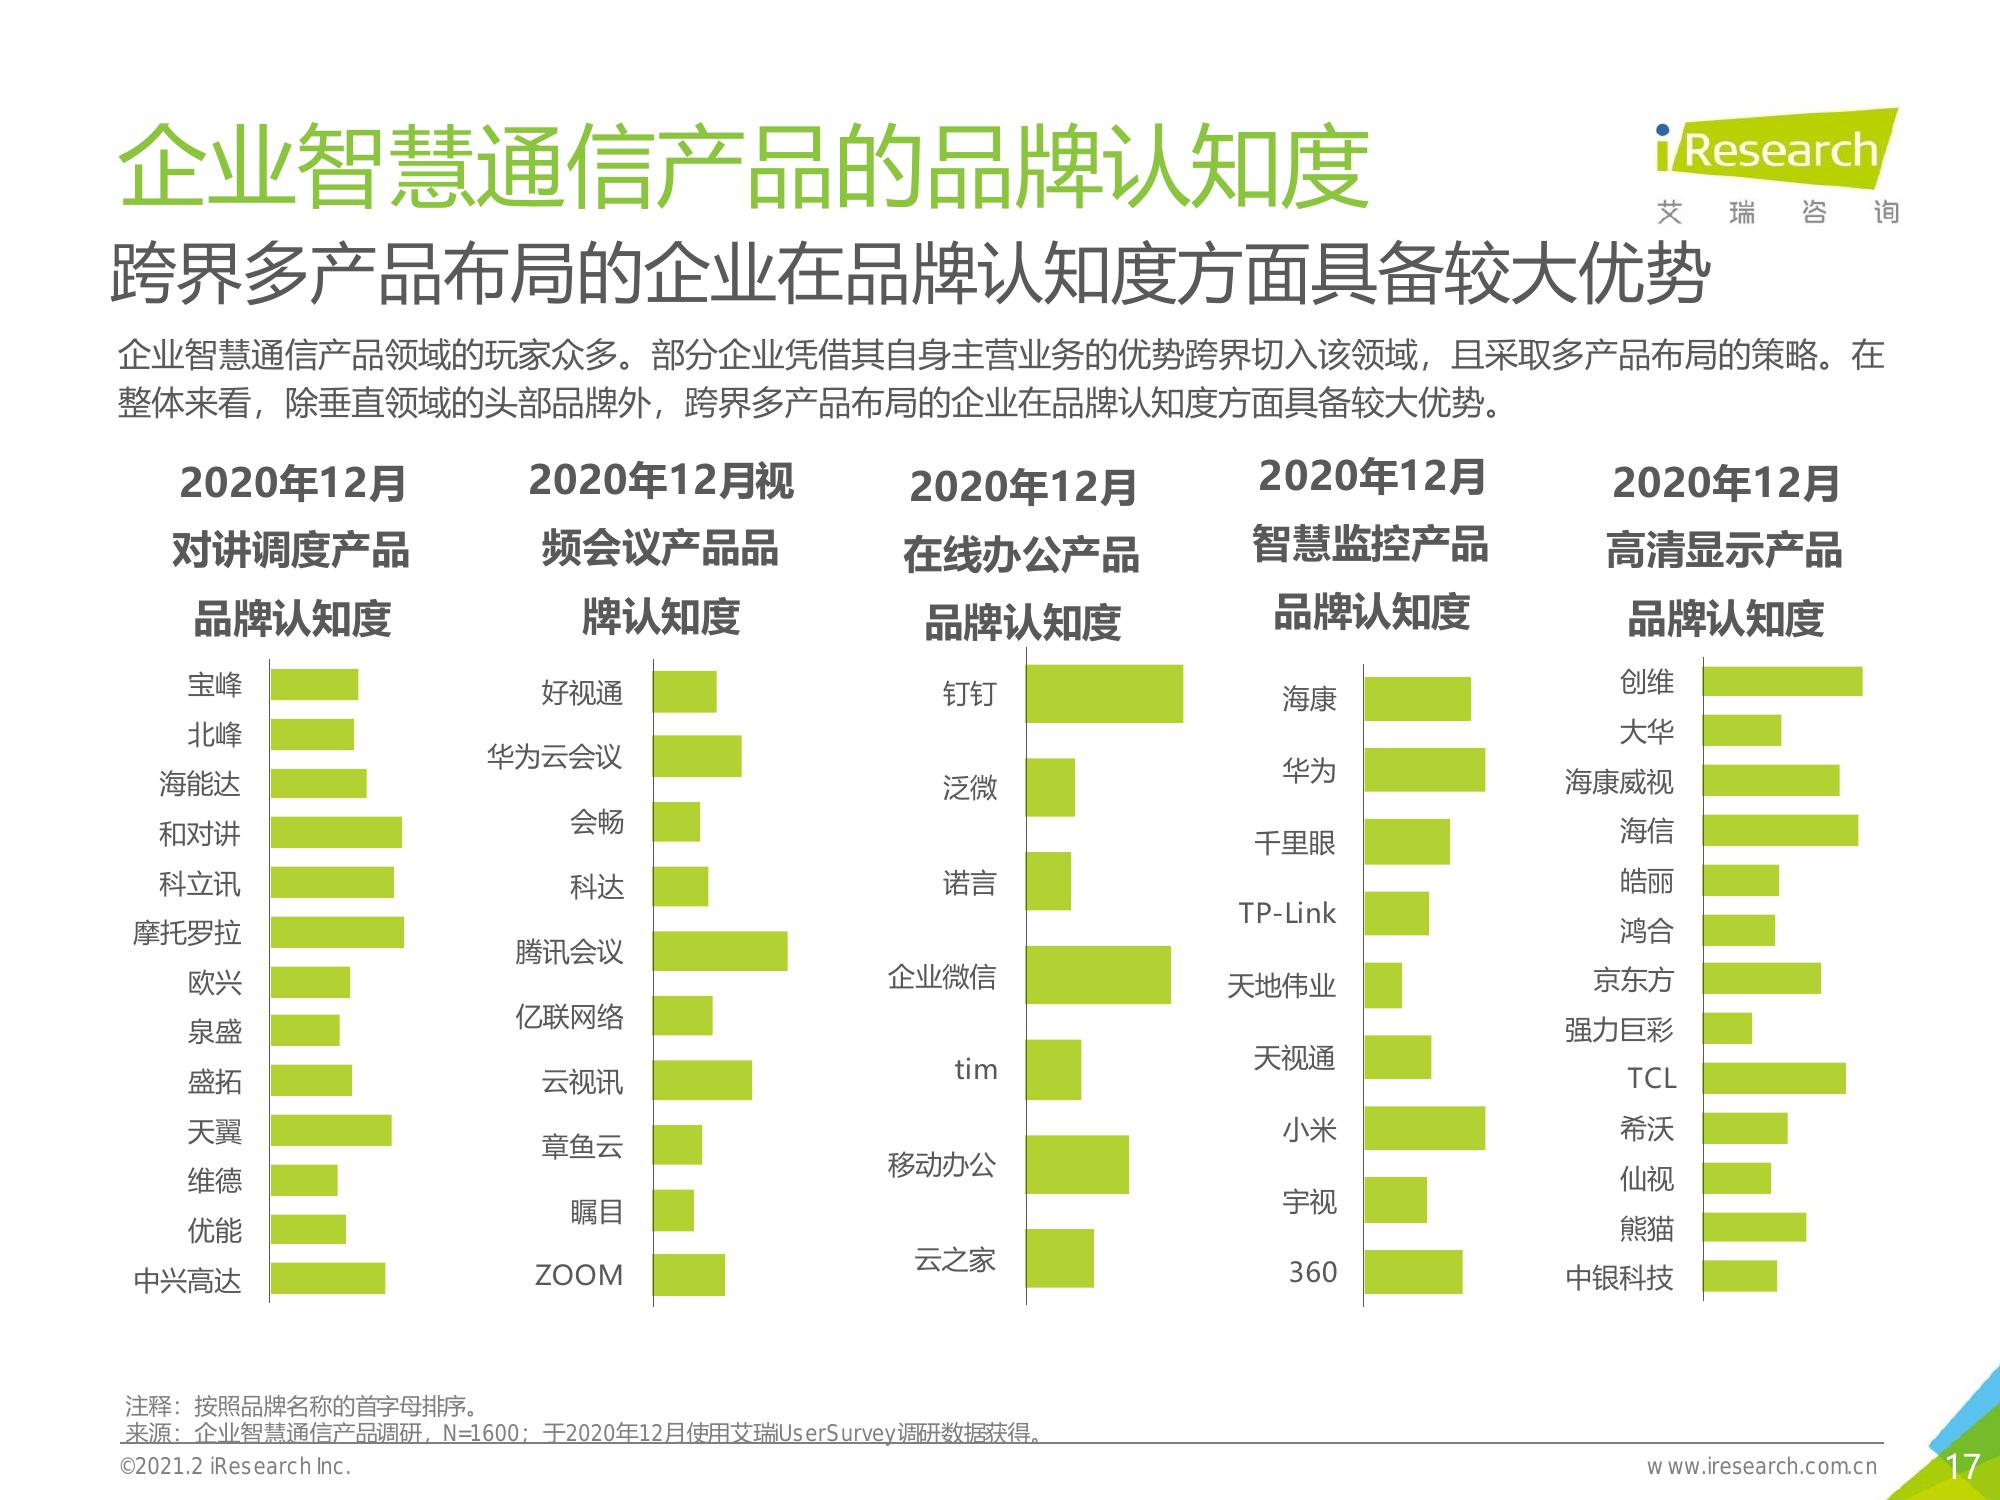 企业智慧通信产品的品牌认知度
iResearch
艾瑞咨询
跨界多产品布局的企业在品牌认知度方面具备较大优势
企业智慧通信产品领域的玩家众多。部分企业凭借其自身主营业务的优势跨界切入该领域，且采取多产品布局的策略。在
整体来看，除垂直领域的头部品牌外，跨界多产品布局的企业在品牌认知度方面具备较大优势。
2020年12月
对讲调度产品
品牌认知度
宝峰
北峰
海能达
和对讲
科立讯
摩托罗拉
欧兴
泉盛
盛拓
天翼
维德
优能
中兴高达
2020年12月视
频会议产品品
牌认知度
好视通
华为云会议
会畅
科达
腾讯会议
亿联网络
云视讯
章鱼云
瞩目
ZOOM
2020年12月
在线办公产品
品牌认知度
钉钉
泛微
诺言
企业微信
tim
移动办公
云之家
2020年12月
智慧监控产品
品牌认知度
海康
华为
千里眼
TP-Link
天地伟业
天视通
小米
宇视
360
2020年12月
高清显示产品
品牌认知度
创维
大华
海康威视
海信
皓丽
鸿合
京东方
强力巨彩
TCL
希沃
仙视
熊猫
中银科技
注释：按照品牌名称的首字母排序。
来源：企业智慧通信产品调研，N=1600；于2020年12月使用艾瑞iUserSurvey调研数据获得。
©2021.2 iResearch Inc.
www.iresearch.com.cn
17